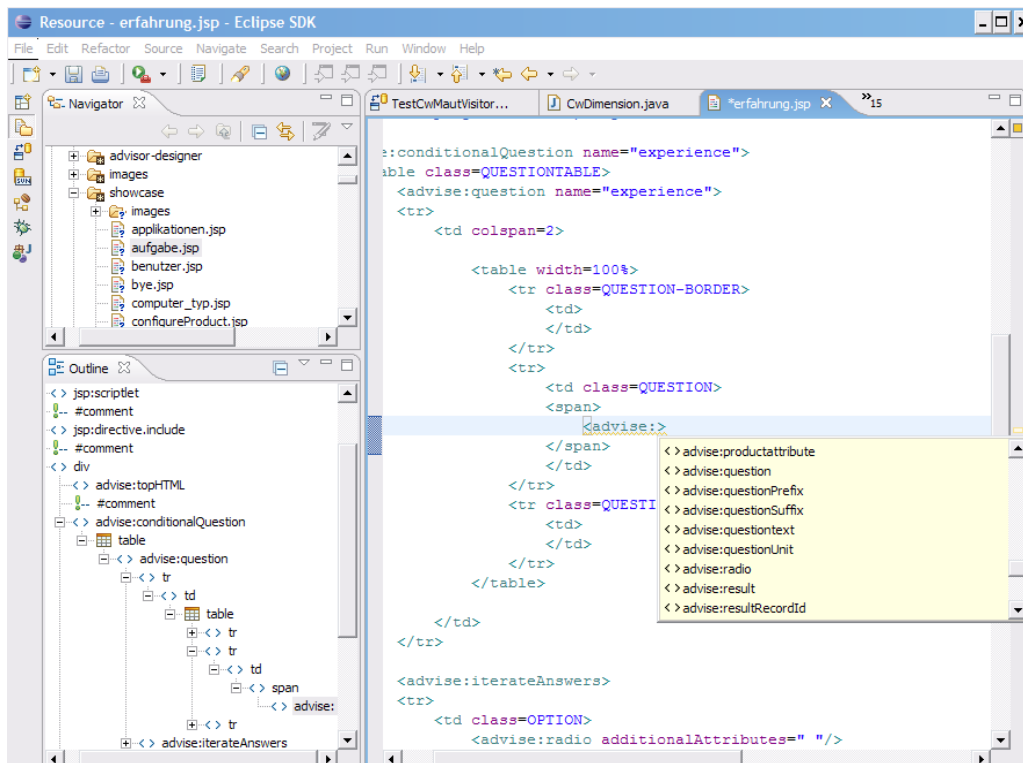 Resource - erfahrung.jsp - Eclipse SDK
File Edit Refactor Source Navigate Search Project Run Window Help
Navigator
advisor-designer
images
showcase
images
applikationen.jsp
aufgabe.jsp
benutzer.jsp
bye.jsp
computer_typ.jsp
configureProduct.jsp
Outline
jsp:scriptlet
#comment
jsp:directive.include
#comment
div
advise:topHTML
#comment
advise:conditionalQuestion
table
advise:question
tr
td
table
tr
tr
td
span
advise:
tr
advise:iterateAnswers
TestCwMautVisitor... CwDimension.java *erfahrung.jsp »15
e:conditionalQuestion name="experience">
able class=QUESTIONTABLE>
<advise:question name="experience">
<tr>
<td colspan=2>
<table width=100%>
<tr class=QUESTION-BORDER>
<td>
</td>
</tr>
<tr>
<td class=QUESTION>
<span>
<advise:>
</span>
</td>
</tr>
<tr class=QUESTI
<td>
</td>
</tr>
</table>
</td>
</tr>
<advise:iterateAnswers>
<tr>
<td class=OPTION>
<advise:radio additionalAttributes=" "/>
<> advise:productattribute
<> advise:question
<> advise:questionPrefix
<> advise:questionSuffix
<> advise:questiontext
<> advise:questionUnit
<> advise:radio
<> advise:result
<> advise:resultRecordId